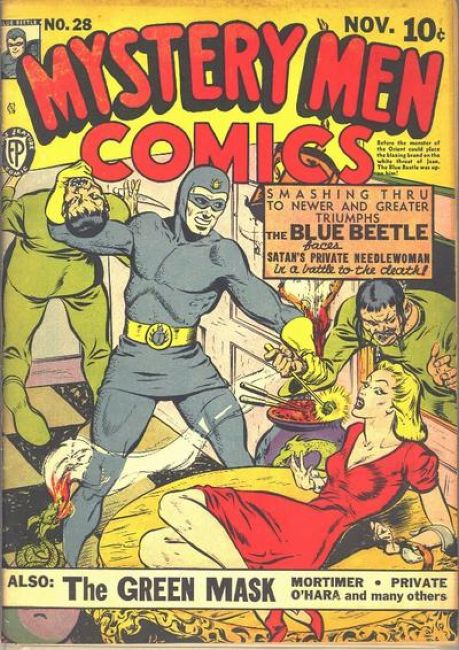 BLUE BEETLE
NO. 28
NOV. 10¢
MYSTERY MEN
COMICS
FP
Before the monster of
the Orient could place
the blazing brand on the
white throat of Joan,
The Blue Beetle was up-
on him!
SMASHING THRU
TO NEWER AND GREATER
TRIUMPHS
THE BLUE BEETLE
faces
SATAN'S PRIVATE NEEDLEWOMAN
in a battle to the death!
ALSO: The GREEN MASK
MORTIMER • PRIVATE
O'HARA and many others